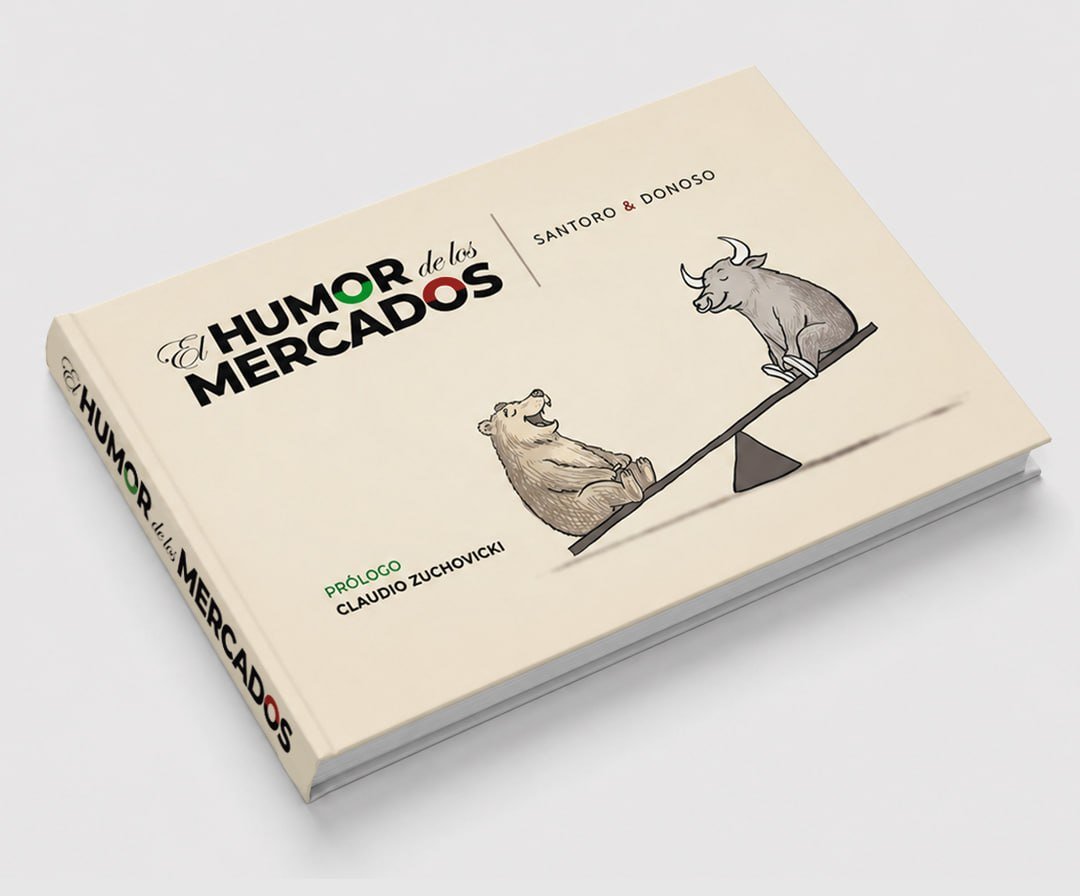 El HUMOR de los
MERCADOS
SANTORO & DONOSO
PRÓLOGO
CLAUDIO ZUCHOVICKI
El HUMOR de los MERCADOS